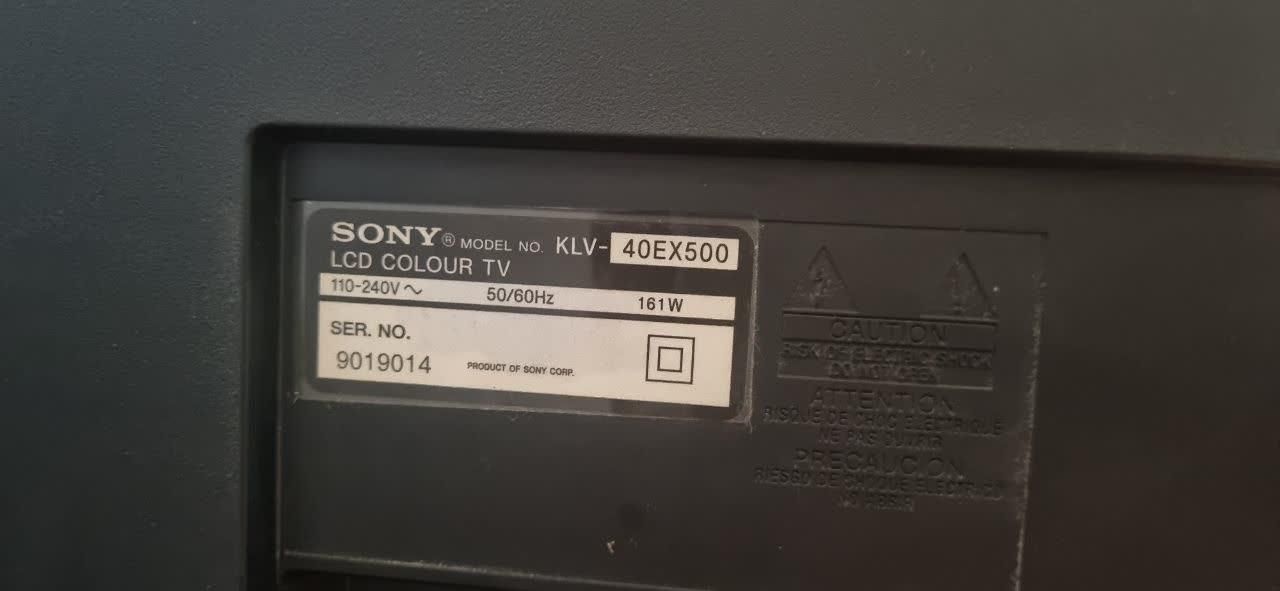 SONY® MODEL NO. KLV-40EX500
LCD COLOUR TV
110-240V~ 50/60Hz 161W
SER. NO.
9019014 PRODUCT OF SONY CORP.
CAUTION
RISK OF ELECTRIC SHOCK
DO NOT OPEN
ATTENTION
RISQUE DE CHOC ELECTRIQUE
NE PAS OUVRIR
PRECAUCION
RIESGO DE CHOQUE ELECTRICO
NO ABRIR